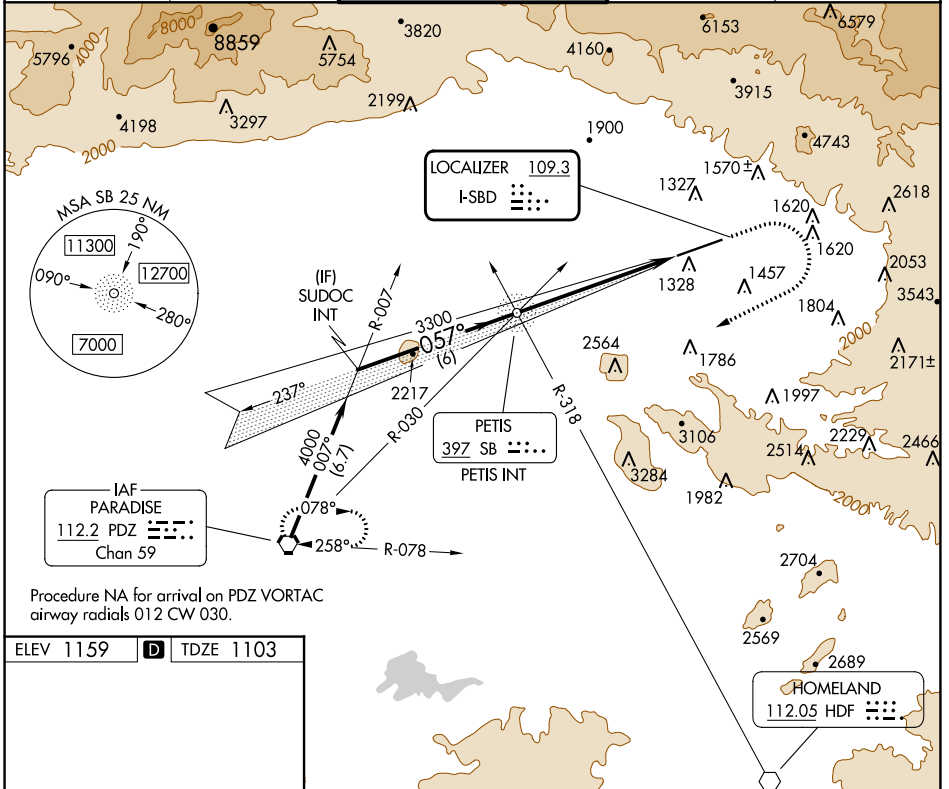 8000
8859
3820
6153
6579
5796
4000
5754
4160
3915
4198
3297
2199
2000
1900
4743
LOCALIZER 109.3
I-SBD
1570±
1327
2618
MSA SB 25 NM
11300
190°
090°
12700
280°
7000
1620
1620
(IF)
SUDOC
INT
R-007
1328
1457
2053
3543
3300
057°
(6)
1804
2000
237°
2217
2564
1786
2171±
R-030
R-318
1997
4000
007°
(6.7)
PETIS
397 SB
PETIS INT
3106
3284
2514
2229
2466
1982
2000
IAF
PARADISE
112.2 PDZ
Chan 59
078°
258°
R-078
2704
Procedure NA for arrival on PDZ VORTAC
airway radials 012 CW 030.
2569
ELEV 1159 D TDZE 1103
2689
HOMELAND
112.05 HDF